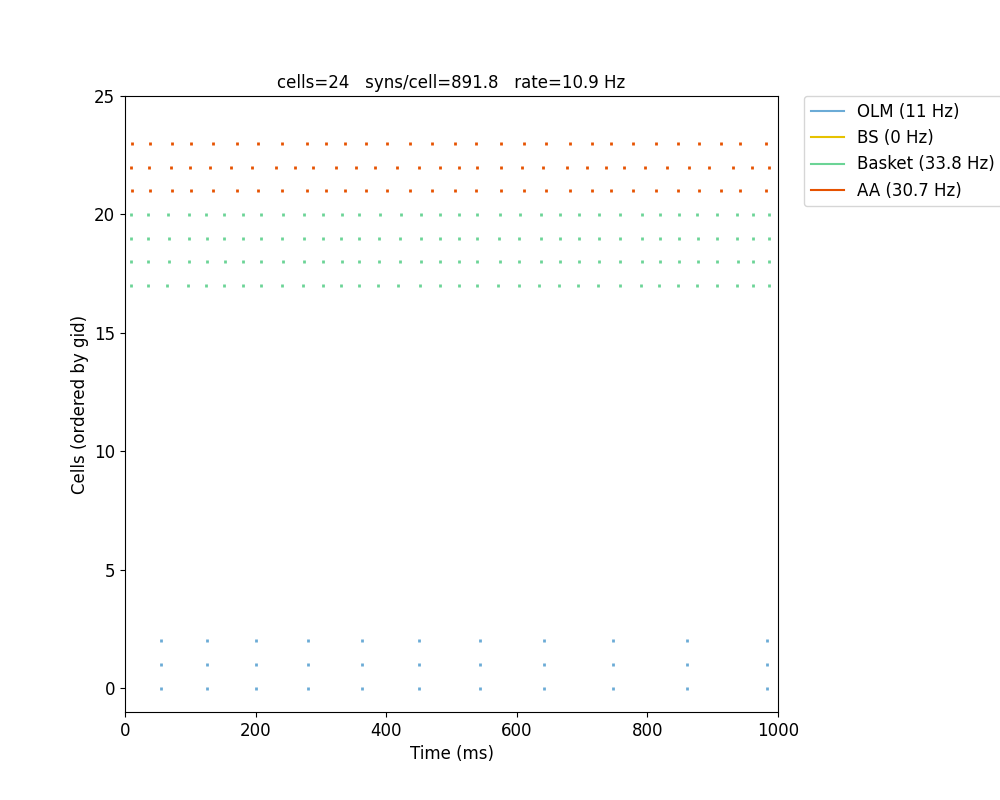 cells=24 syns/cell=891.8 rate=10.9 Hz
OLM (11 Hz)
BS (0 Hz)
Basket (33.8 Hz)
AA (30.7 Hz)
Cells (ordered by gid)
25
20
15
10
5
0
0 200 400 600 800 1000
Time (ms)